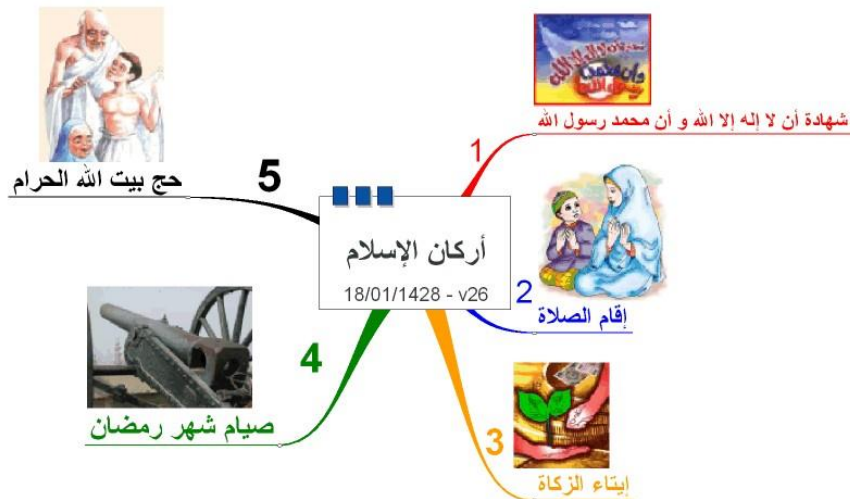 أركان الإسلام
18/01/1428 - v26
1
شهادة أن لا إله إلا الله و أن محمد رسول الله
2
إقام الصلاة
3
إيتاء الزكاة
4
صيام شهر رمضان
5
حج بيت الله الحرام